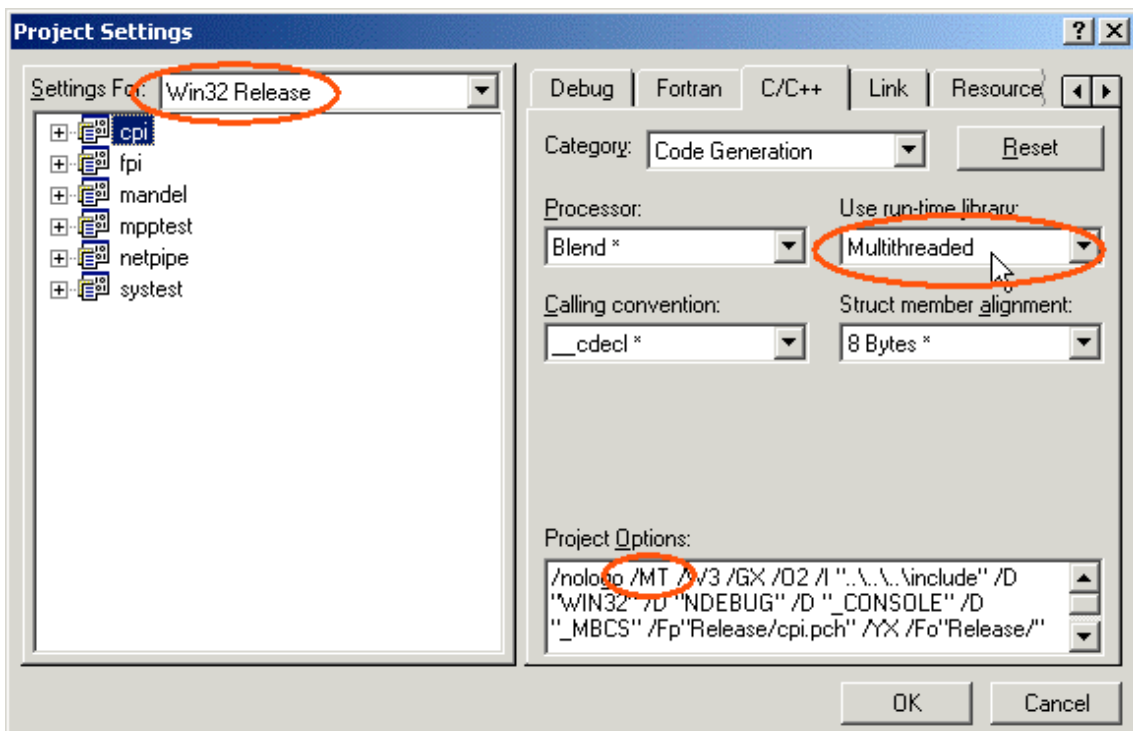 Project Settings
Settings For: Win32 Release
cpi
fpi
mandel
mpptest
netpipe
systest
Debug Fortran C/C++ Link Resource
Category: Code Generation Reset
Processor: Use run-time library:
Blend * Multithreaded
Calling convention: Struct member alignment:
__cdecl * 8 Bytes *
Project Options:
/nologo /MT /W3 /GX /O2 /I "..\..\..\include" /D
"WIN32" /D "NDEBUG" /D "_CONSOLE" /D
"_MBCS" /Fp"Release/cpi.pch" /YX /Fo"Release/"
OK Cancel